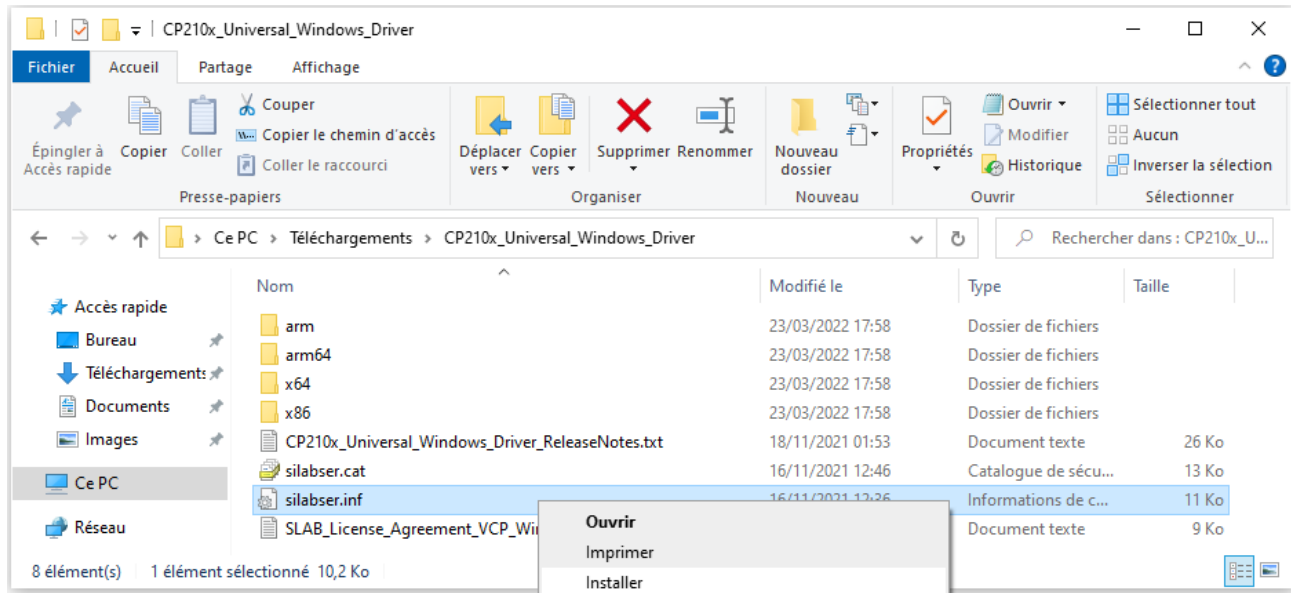 CP210x_Universal_Windows_Driver
Fichier Accueil Partage Affichage
Épingler à Accès rapide
Copier
Coller
Couper
Copier le chemin d'accès
Coller le raccourci
Presse-papiers
Déplacer vers
Copier vers
Supprimer
Renommer
Organiser
Nouveau dossier
Nouveau
Propriétés
Ouvrir
Modifier
Historique
Ouvrir
Sélectionner tout
Aucun
Inverser la sélection
Sélectionner
Ce PC > Téléchargements > CP210x_Universal_Windows_Driver
Rechercher dans : CP210x_U...
Accès rapide
Bureau
Téléchargements
Documents
Images
Ce PC
Réseau
Nom Modifié le Type Taille
arm 23/03/2022 17:58 Dossier de fichiers
arm64 23/03/2022 17:58 Dossier de fichiers
x64 23/03/2022 17:58 Dossier de fichiers
x86 23/03/2022 17:58 Dossier de fichiers
CP210x_Universal_Windows_Driver_ReleaseNotes.txt 18/11/2021 01:53 Document texte 26 Ko
silabser.cat 16/11/2021 12:46 Catalogue de sécu... 13 Ko
silabser.inf 16/11/2021 12:36 Informations de c... 11 Ko
SLAB_License_Agreement_VCP_Wi Document texte 9 Ko
Ouvrir
Imprimer
Installer
8 élément(s) 1 élément sélectionné 10,2 Ko